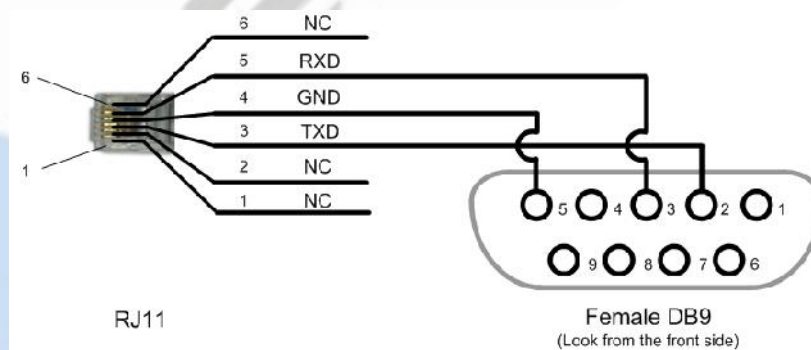 6 NC
5 RXD
6
4 GND
3 TXD
1
2 NC
1 NC
5 4 3 2 1
9 8 7 6
RJ11
Female DB9
(Look from the front side)